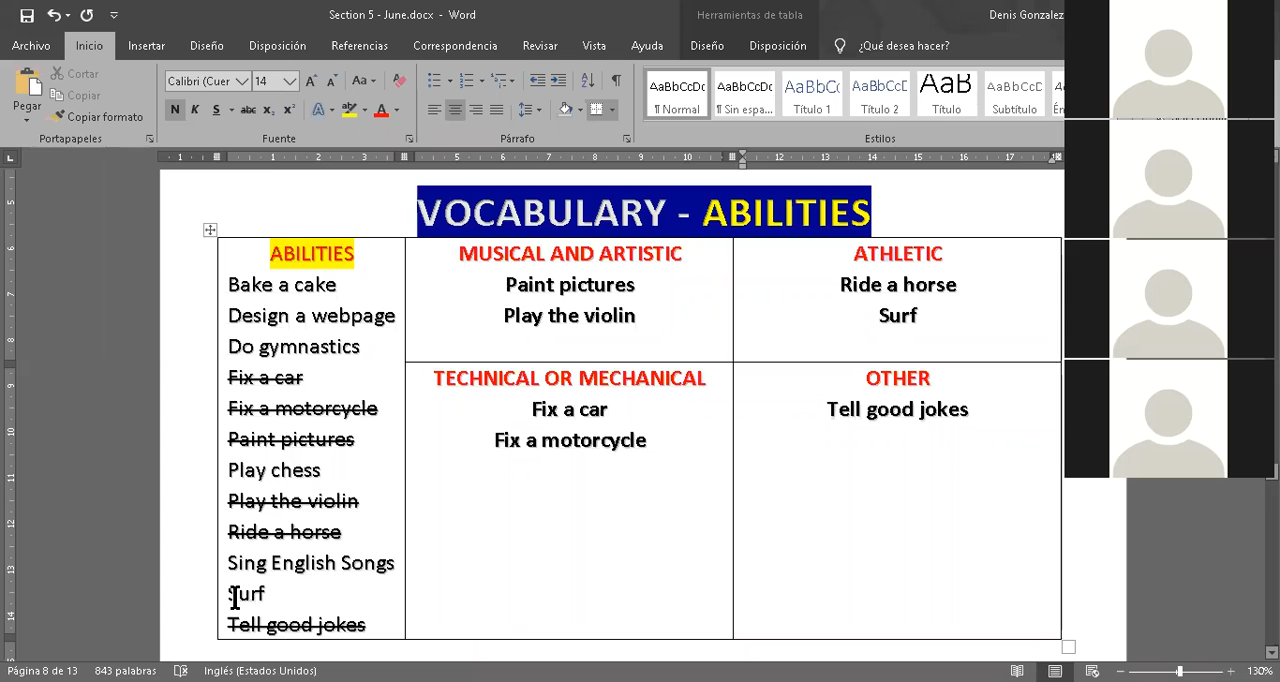 Section 5 - June.docx - Word
Herramientas de tabla
Denis Gonzalez
Archivo Inicio Insertar Diseño Disposición Referencias Correspondencia Revisar Vista Ayuda Diseño Disposición ¿Qué desea hacer?
Pegar
Cortar
Copiar
Copiar formato
Portapapeles
Calibri (Cuer 14
Fuente
Párrafo
AaBbCcDc AaBbCcDc AaBbCcD AaBbCcD AaB AaBbCcDc
¶ Normal ¶ Sin espa... Título 1 Título 2 Título Subtítulo
Estilos
VOCABULARY - ABILITIES
ABILITIES
Bake a cake
Design a webpage
Do gymnastics
Fix a car
Fix a motorcycle
Paint pictures
Play chess
Play the violin
Ride a horse
Sing English Songs
Surf
Tell good jokes
MUSICAL AND ARTISTIC
Paint pictures
Play the violin
ATHLETIC
Ride a horse
Surf
TECHNICAL OR MECHANICAL
Fix a car
Fix a motorcycle
OTHER
Tell good jokes
Página 8 de 13 843 palabras Inglés (Estados Unidos) 130%